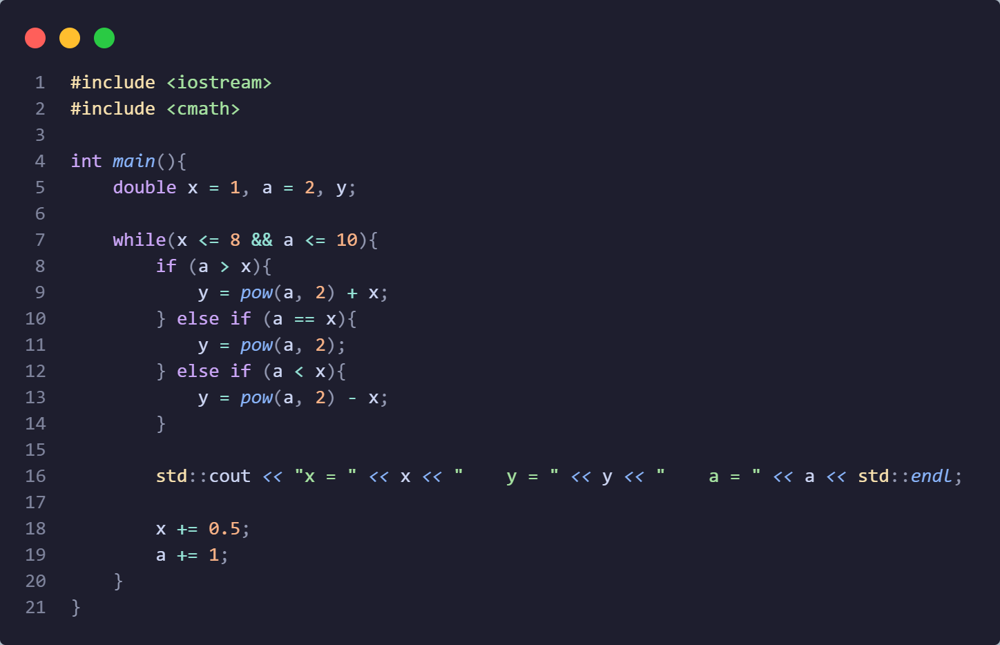 1 #include <iostream>
2 #include <cmath>
3
4 int main(){
5     double x = 1, a = 2, y;
6
7     while(x <= 8 && a <= 10){
8         if (a > x){
9             y = pow(a, 2) + x;
10         } else if (a == x){
11             y = pow(a, 2);
12         } else if (a < x){
13             y = pow(a, 2) - x;
14         }
15
16         std::cout << "x = " << x << "    y = " << y << "    a = " << a << std::endl;
17
18         x += 0.5;
19         a += 1;
20     }
21 }